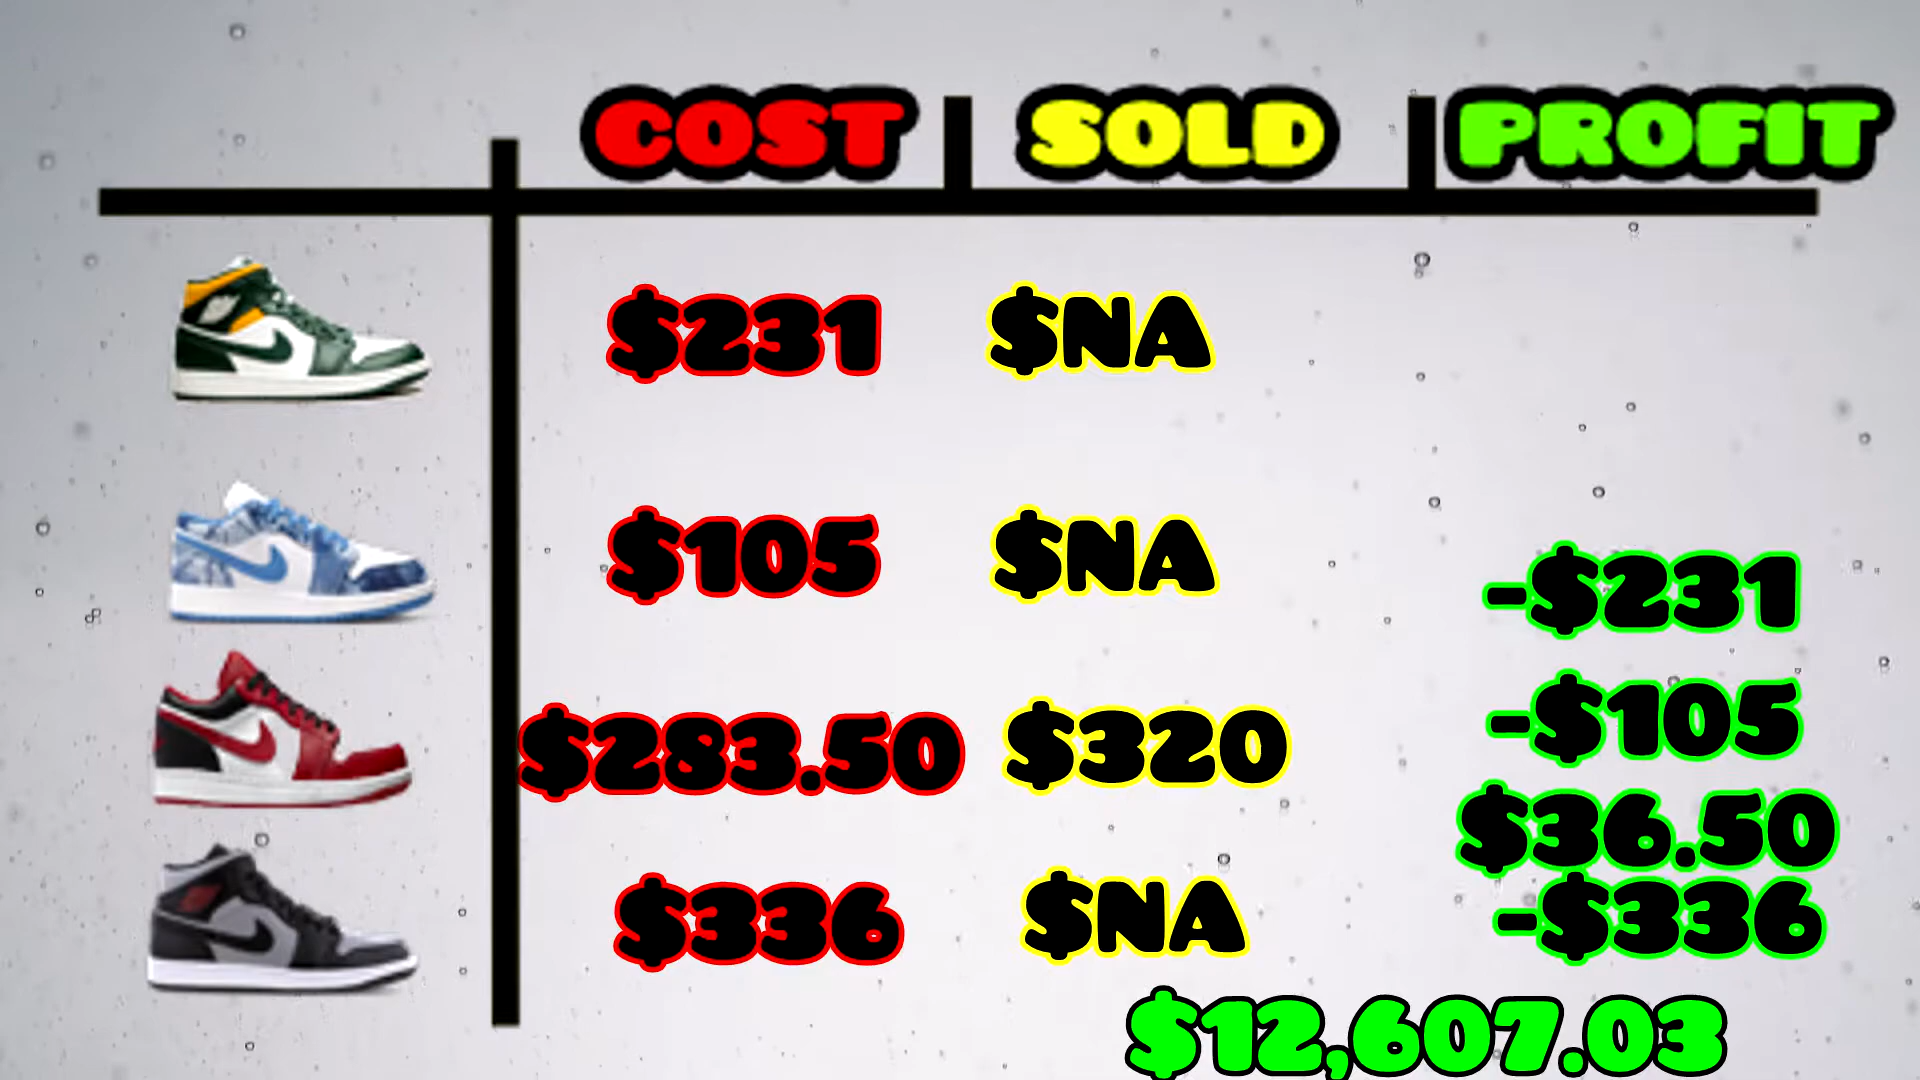 COST SOLD PROFIT
$231 $NA
$105 $NA
-$231
-$105
$283.50 $320
$36.50
$336 $NA -$336
$12,607.03